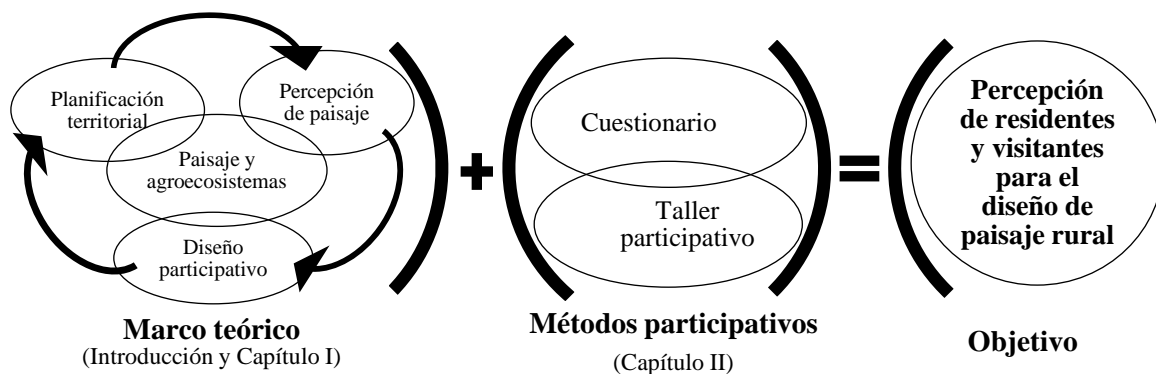 Planificación
territorial
Percepción
de paisaje
Paisaje y
agroecosistemas
Diseño
participativo
Marco teórico
(Introducción y Capítulo I)
+
Cuestionario
Taller
participativo
Métodos participativos
(Capítulo II)
=
Percepción
de residentes
y visitantes
para el
diseño de
paisaje rural
Objetivo